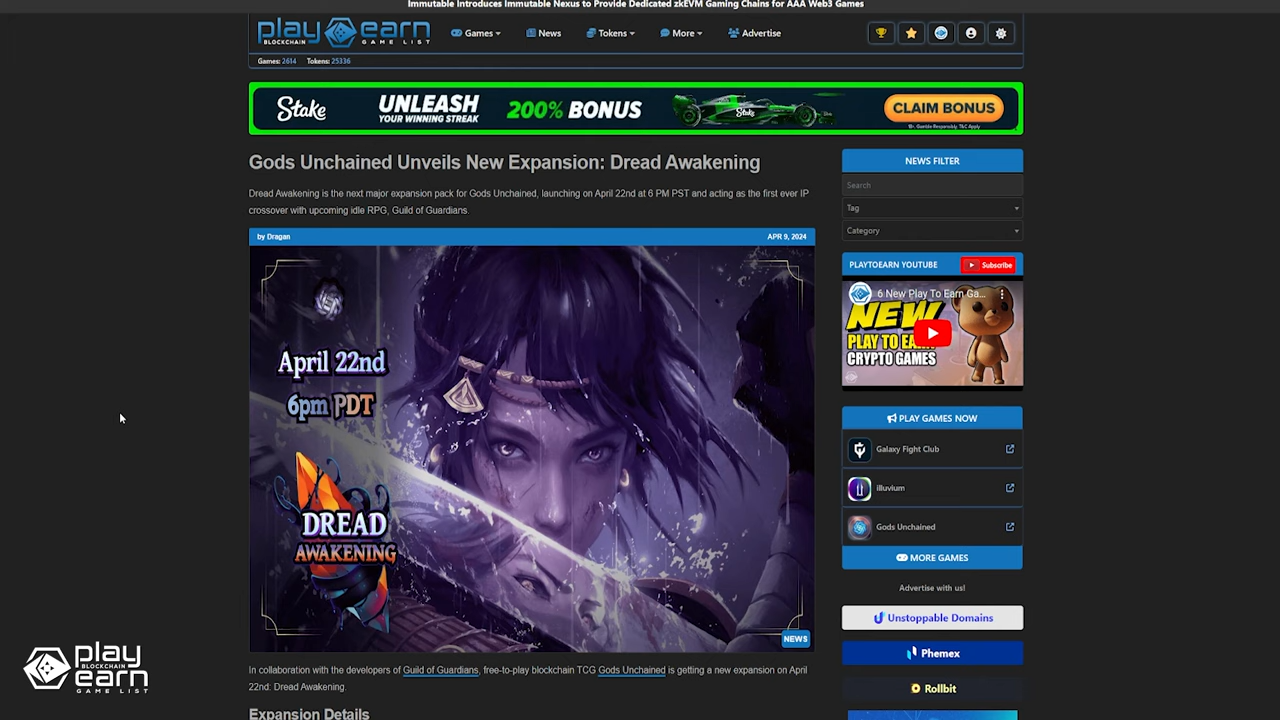 Immutable Introduces Immutable Nexus to Provide Dedicated zkEVM Gaming Chains for AAA Web3 Games
play earn
BLOCKCHAIN GAME LIST
Games
News
Tokens
More
Advertise
Games: 2614 Tokens: 25336
Stake
UNLEASH
YOUR WINNING STREAK
200% BONUS
Stake
CLAIM BONUS
18+, Gamble Responsibly, T&C Apply
Gods Unchained Unveils New Expansion: Dread Awakening
Dread Awakening is the next major expansion pack for Gods Unchained, launching on April 22nd at 6 PM PST and acting as the first ever IP
crossover with upcoming idle RPG, Guild of Guardians.
by Dragan
APR 9, 2024
April 22nd
6pm PDT
DREAD
AWAKENING
NEWS
In collaboration with the developers of Guild of Guardians, free-to-play blockchain TCG Gods Unchained is getting a new expansion on April
22nd: Dread Awakening.
Expansion Details
NEWS FILTER
Search
Tag
Category
PLAYTOEARN YOUTUBE
Subscribe
6 New Play To Earn Ga...
NEW
PLAY TO EA
CRYPTO GAMES
PLAY GAMES NOW
Galaxy Fight Club
illuvium
Gods Unchained
MORE GAMES
Advertise with us!
Unstoppable Domains
Phemex
Rollbit
play
BLOCKCHAIN
earn
GAME LIST